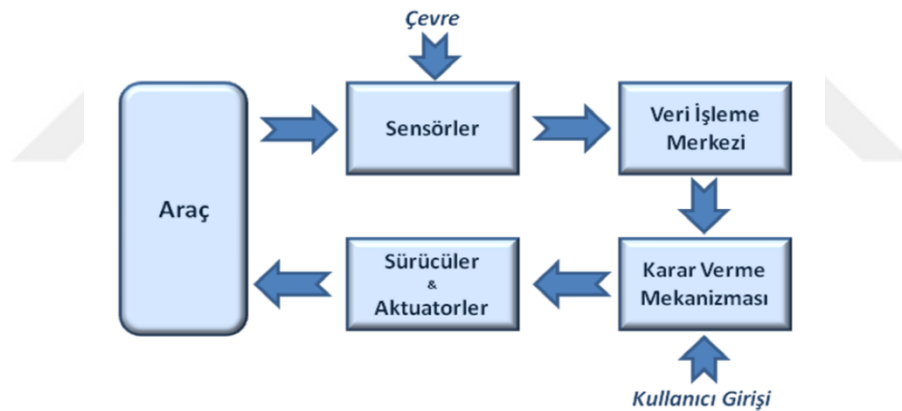 Çevre
Sensörler
Veri İşleme
Merkezi
Araç
Sürücüler
&
Aktuatorler
Karar Verme
Mekanizması
Kullanıcı Girişi